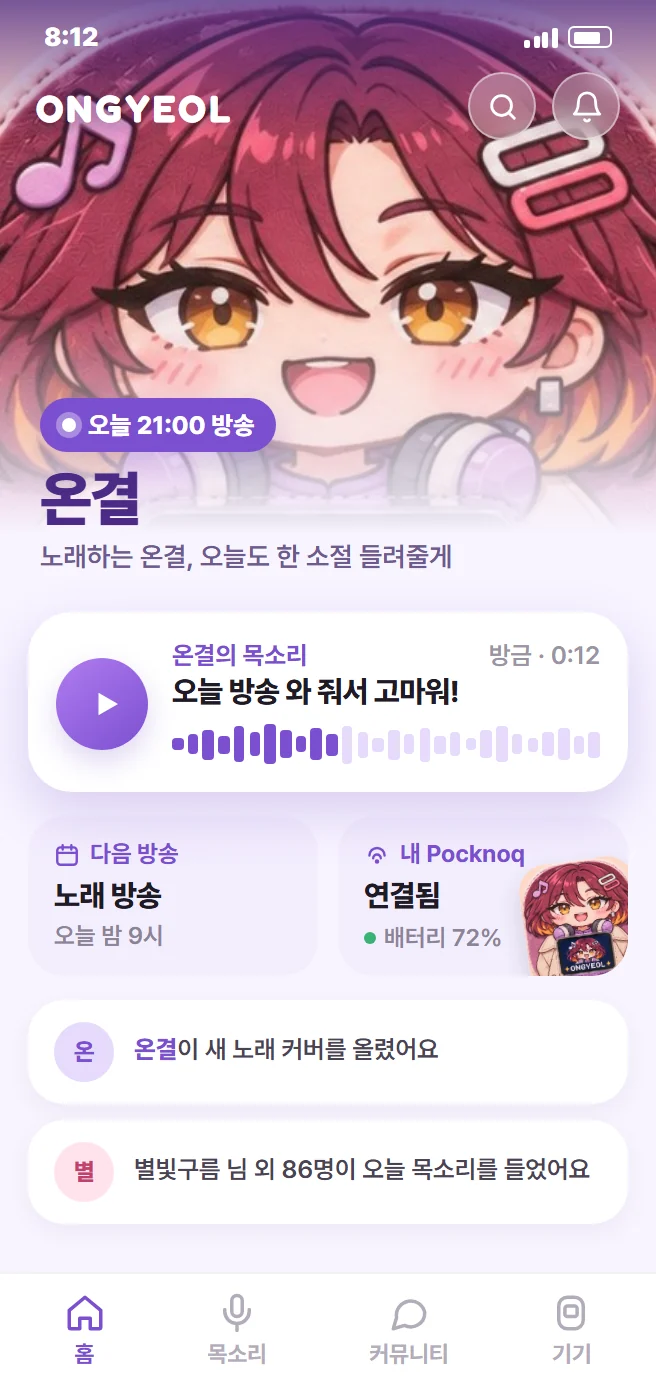 8:12
ONGYEOL
오늘 21:00 방송
온결
노래하는 온결, 오늘도 한 소절 들려줄게
온결의 목소리
방금 · 0:12
오늘 방송 와 줘서 고마워!
다음 방송
노래 방송
오늘 밤 9시
내 Pocknoq
연결됨
배터리 72%
ONGYEOL
온
온결이 새 노래 커버를 올렸어요
별
별빛구름 님 외 86명이 오늘 목소리를 들었어요
홈
목소리
커뮤니티
기기